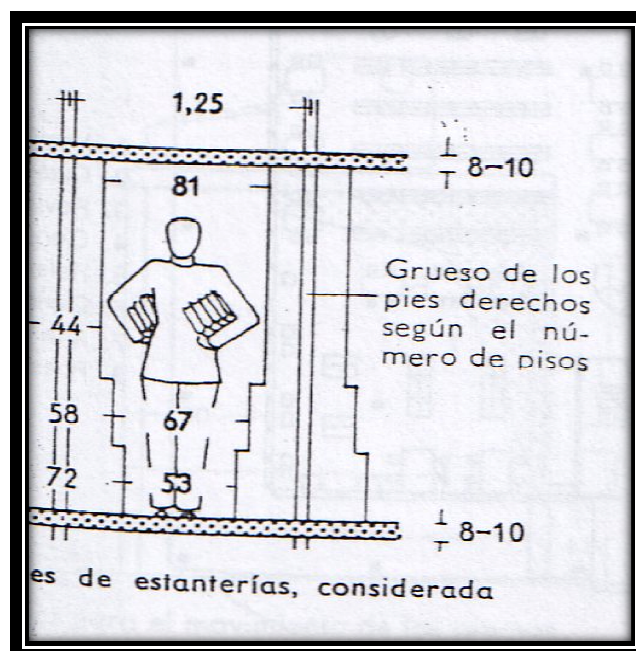 1,25
8–10
81
Grueso de los
pies derechos
según el nú-
mero de pisos
44
58
67
72
53
8–10
es de estanterías, considerada